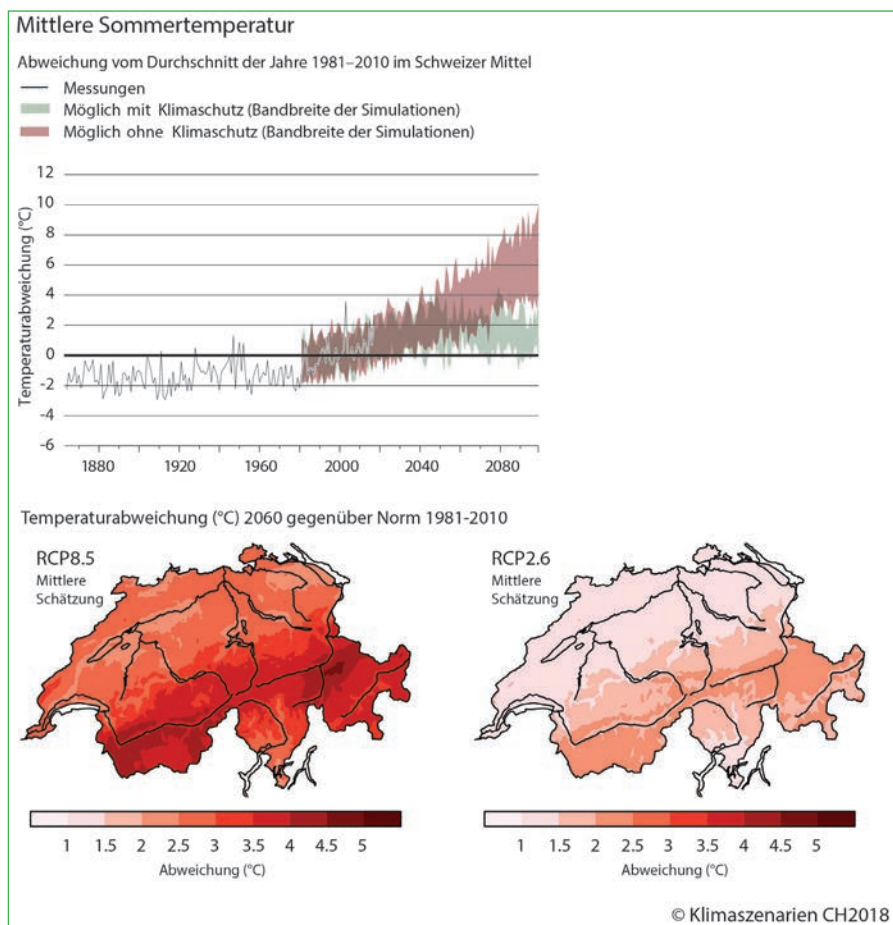 Mittlere Sommertemperatur
Abweichung vom Durchschnitt der Jahre 1981–2010 im Schweizer Mittel
Messungen
Möglich mit Klimaschutz (Bandbreite der Simulationen)
Möglich ohne Klimaschutz (Bandbreite der Simulationen)
Temperaturabweichung (°C)
12
10
8
6
4
2
0
-2
-4
-6
1880 1920 1960 2000 2040 2080
Temperaturabweichung (°C) 2060 gegenüber Norm 1981-2010
RCP8.5
Mittlere
Schätzung
RCP2.6
Mittlere
Schätzung
1 1.5 2 2.5 3 3.5 4 4.5 5
Abweichung (°C)
1 1.5 2 2.5 3 3.5 4 4.5 5
Abweichung (°C)
© Klimaszenarien CH2018